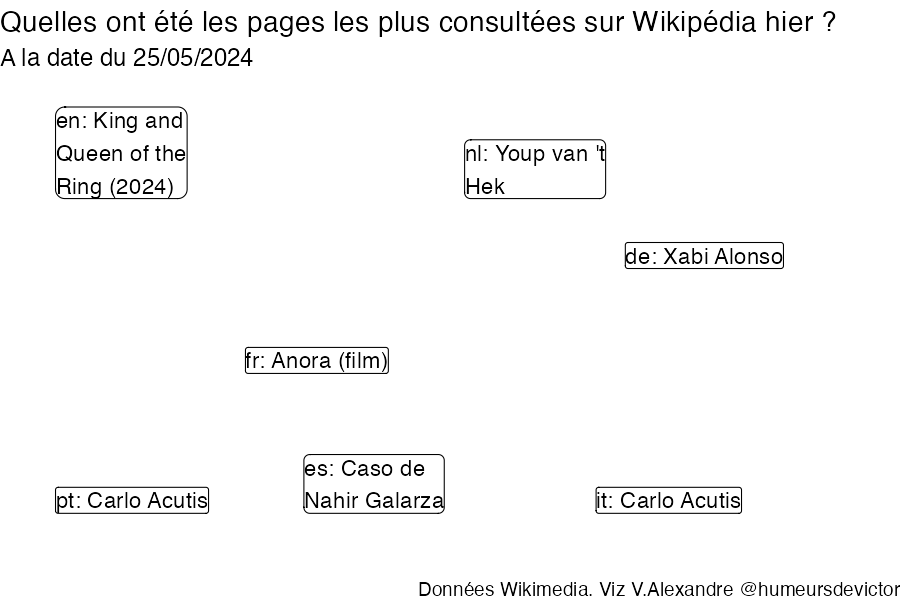 Quelles ont été les pages les plus consultées sur Wikipédia hier ?
A la date du 25/05/2024
en: King and
Queen of the
Ring (2024)
nl: Youp van 't
Hek
de: Xabi Alonso
fr: Anora (film)
es: Caso de
Nahir Galarza
pt: Carlo Acutis
it: Carlo Acutis
Données Wikimedia. Viz V.Alexandre @humeursdevictor